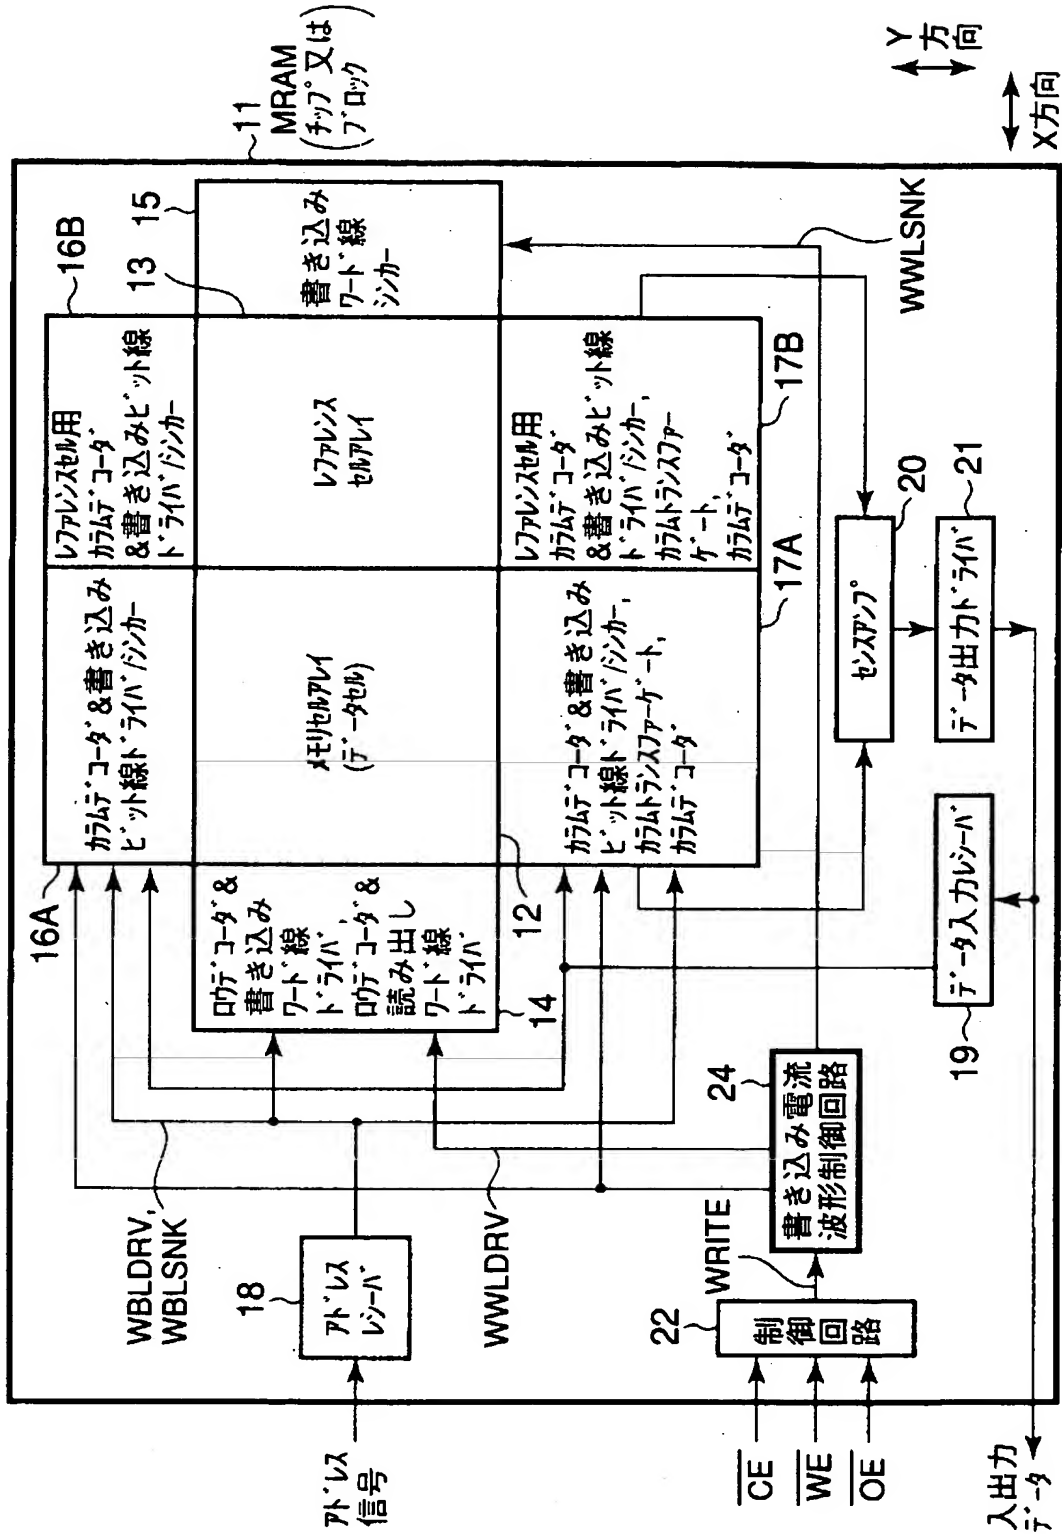 11
MRAM
(チップ又は
ブロック)
Y
方
向
X方向
16A
カラムデコーダ&書き込み
ビット線ドライバ/シンカー
16B
レファレンスセル用
カラムデコーダ
&書き込みビット線
ドライバ/シンカー
13
15
ロウデコーダ&
書き込み
ワード線
ドライバ,
ロウデコーダ&
読み出し
ワード線
ドライバ
14
メモリセルアレイ
(データセル)
12
レファレンス
セルアレイ
書き込み
ワード線
シンカー
カラムデコーダ&書き込み
ビット線ドライバ/シンカー,
カラムトランスファーゲート,
カラムデコーダ
17A
レファレンスセル用
カラムデコーダ
&書き込みビット線
ドライバ/シンカー,
カラムトランスファー
ゲート,
カラムデコーダ
17B
WBLDRV,
WBLSNK
18
アドレス
レシーバ
アドレス
信号
WWLDRV
WWLSNK
WRITE
22
制御
回路
24
書き込み電流
波形制御回路
CE
WE
OE
センスアンプ
20
19
データ入力レシーバ
データ出力ドライバ
21
入出力
データ